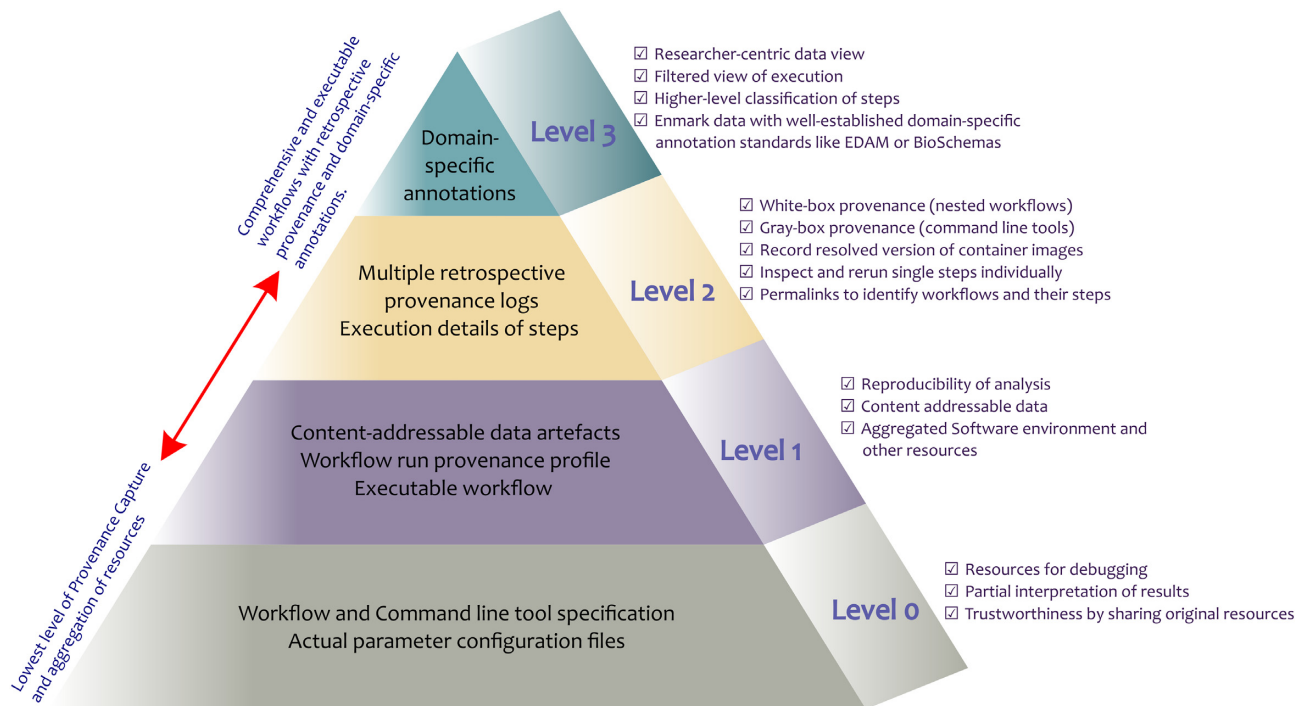 Comprehensive and executable
workflows with retrospective
provenance and domain-specific
annotations.
Domain-
specific
annotations
Level 3
☑ Researcher-centric data view
☑ Filtered view of execution
☑ Higher-level classification of steps
☑ Enmark data with well-established domain-specific
annotation standards like EDAM or BioSchemas
Multiple retrospective
provenance logs
Execution details of steps
Level 2
☑ White-box provenance (nested workflows)
☑ Gray-box provenance (command line tools)
☑ Record resolved version of container images
☑ Inspect and rerun single steps individually
☑ Permalinks to identify workflows and their steps
Content-addressable data artefacts
Workflow run provenance profile
Executable workflow
Level 1
☑ Reproducibility of analysis
☑ Content addressable data
☑ Aggregated Software environment and
other resources
Lowest level of Provenance Capture
and aggregation of resources
Workflow and Command line tool specification
Actual parameter configuration files
Level 0
☑ Resources for debugging
☑ Partial interpretation of results
☑ Trustworthiness by sharing original resources